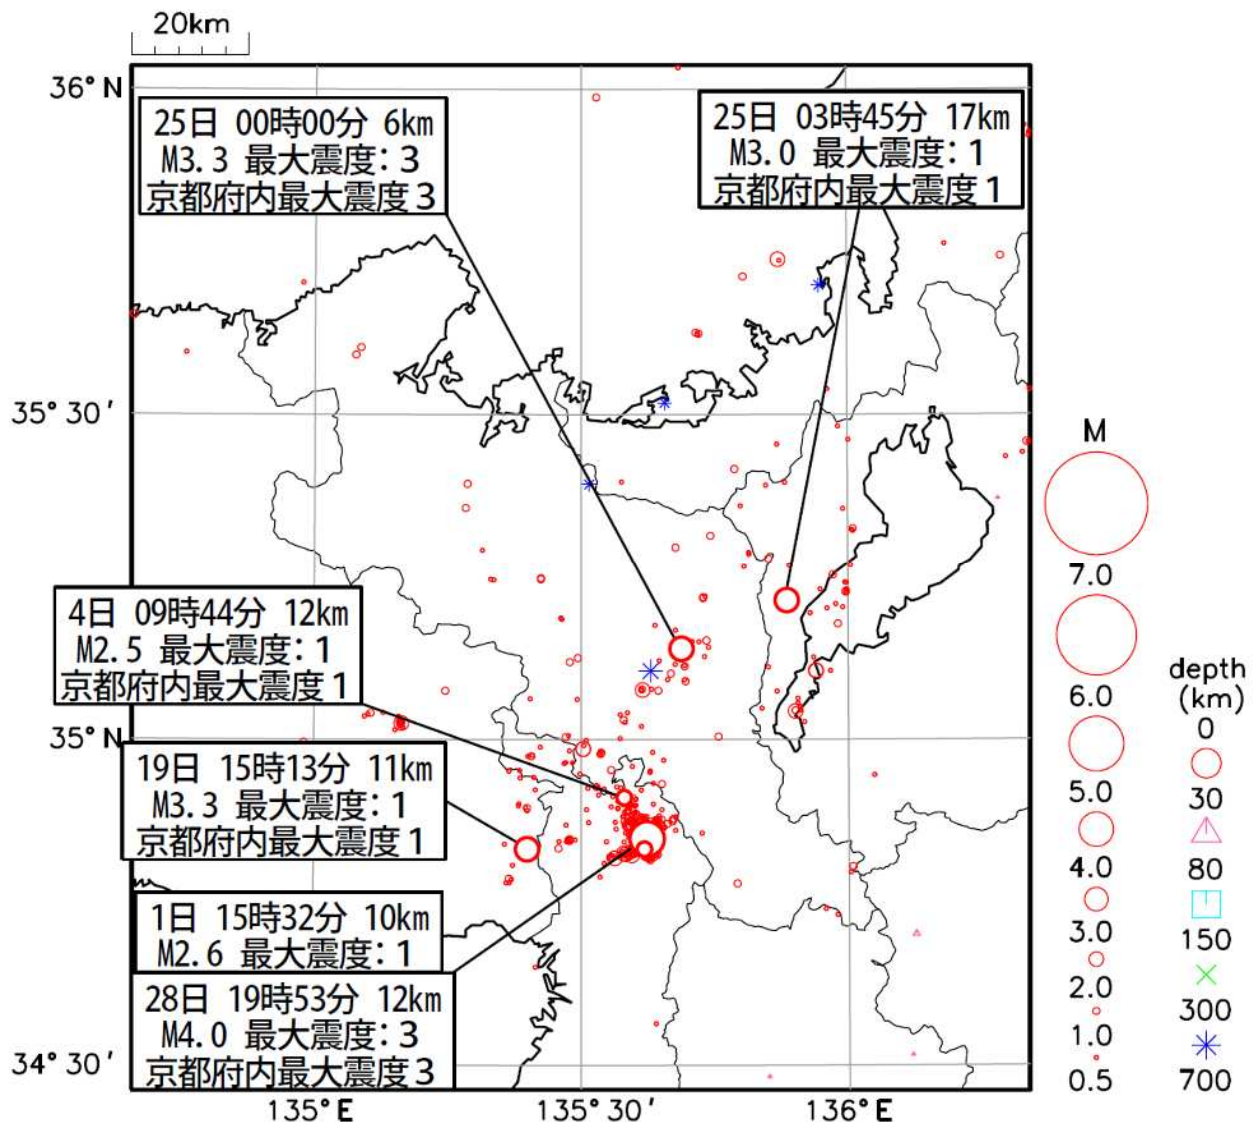 20km
36°N
25日 00時00分 6km
M3.3 最大震度:3
京都府内最大震度3
25日 03時45分 17km
M3.0 最大震度:1
京都府内最大震度1
35°30′
4日 09時44分 12km
M2.5 最大震度:1
京都府内最大震度1
35°N
19日 15時13分 11km
M3.3 最大震度:1
京都府内最大震度1
1日 15時32分 10km
M2.6 最大震度:1
28日 19時53分 12km
M4.0 最大震度:3
京都府内最大震度3
34°30′
135°E
135°30′
136°E
M
7.0
6.0
5.0
4.0
3.0
2.0
1.0
0.5
depth
(km)
0
30
80
150
300
700